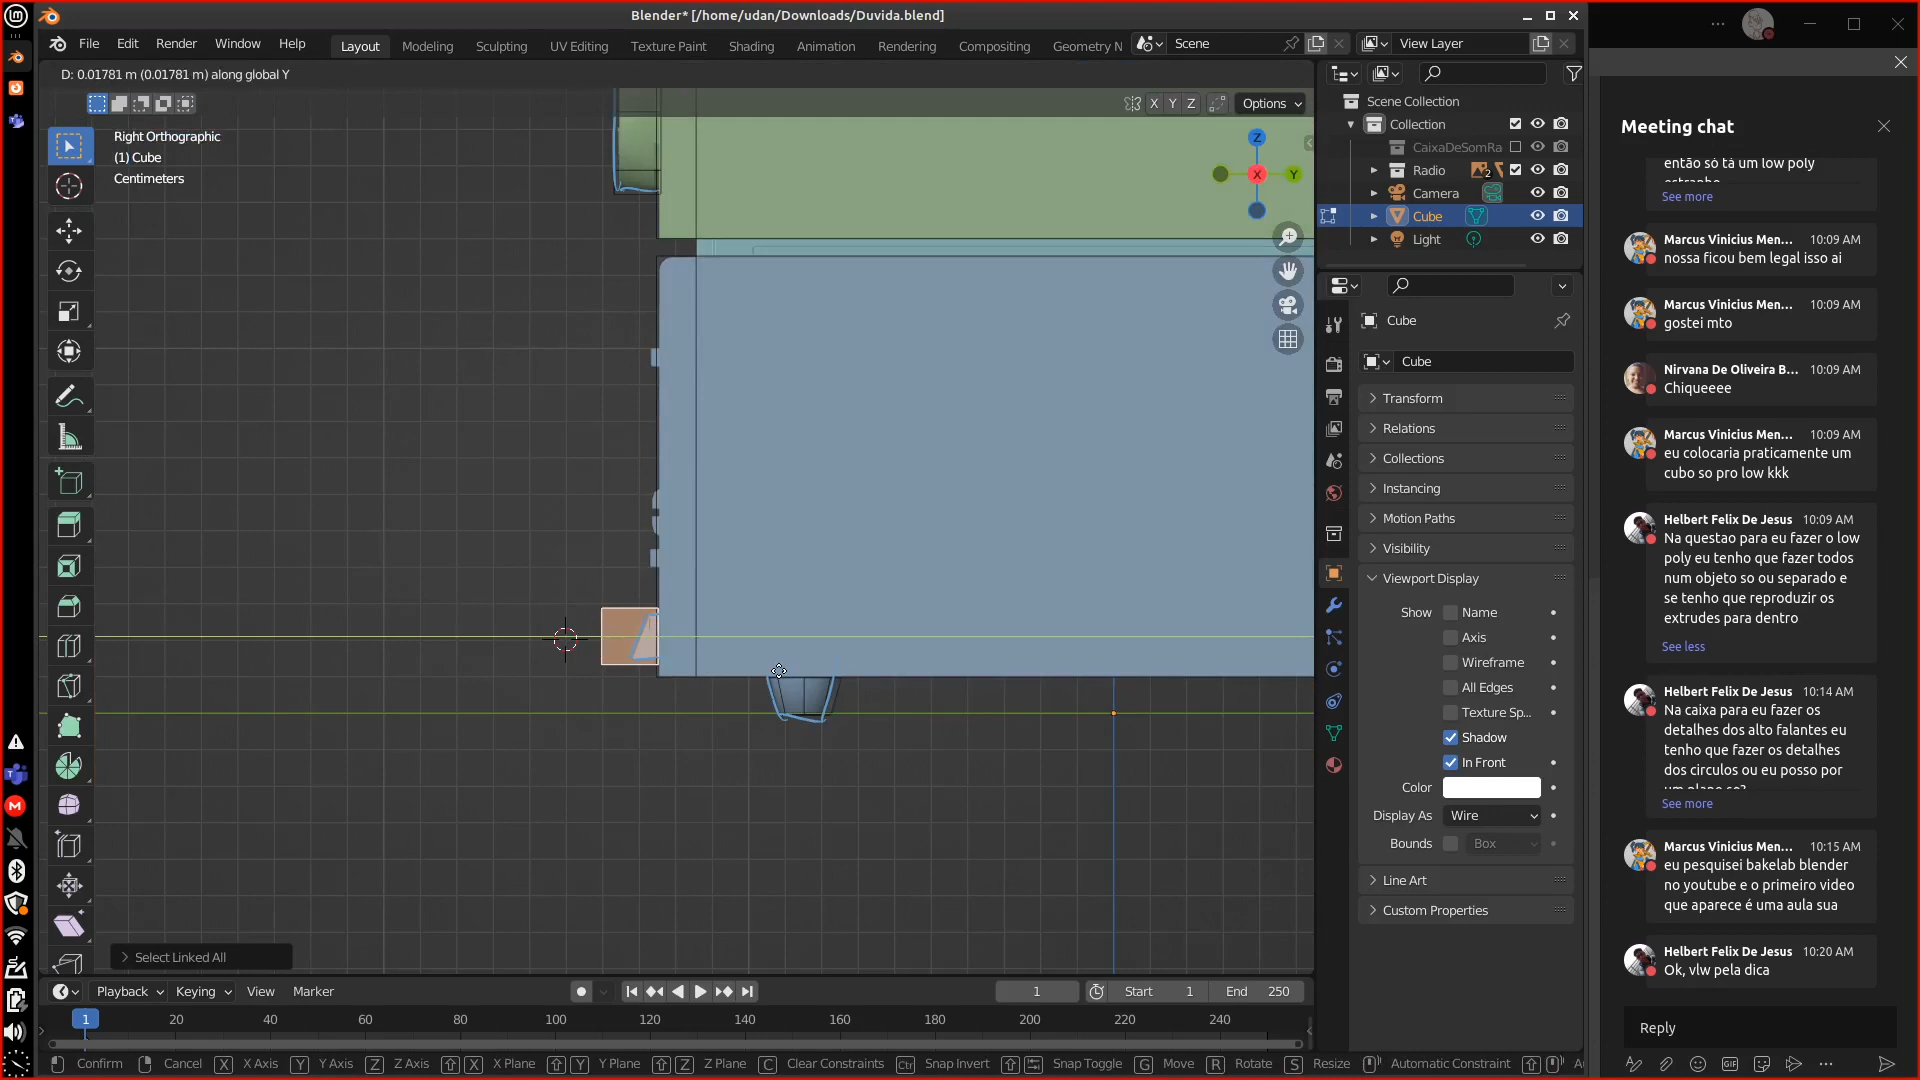 Blender* [/home/udan/Downloads/Duvida.blend]
File Edit Render Window Help
Layout Modeling Sculpting UV Editing Texture Paint Shading Animation Rendering Compositing Geometry N
Scene
View Layer
D: 0.01781 m (0.01781 m) along global Y
X Y Z Options
Right Orthographic
(1) Cube
Centimeters
Z
X
Y
Select Linked All
Scene Collection
Collection
CaixaDeSomRa
Radio 2
Camera
Cube
Light
Cube
Cube
Transform
Relations
Collections
Instancing
Motion Paths
Visibility
Viewport Display
Show Name
Axis
Wireframe
All Edges
Texture Sp...
Shadow
In Front
Color
Display As Wire
Bounds Box
Line Art
Custom Properties
Playback Keying View Marker
1
Start 1
End 250
1 20 40 60 80 100 120 140 160 180 200 220 240
Confirm Cancel X X Axis Y Y Axis Z Z Axis X X Plane Y Y Plane Z Z Plane C Clear Constraints Ctrl Snap Invert Snap Toggle G Move R Rotate S Resize Automatic Constraint
Meeting chat
então só tá um low poly
See more
Marcus Vinicius Men... 10:09 AM
nossa ficou bem legal isso ai
Marcus Vinicius Men... 10:09 AM
gostei mto
Nirvana De Oliveira B... 10:09 AM
Chiqueeee
Marcus Vinicius Men... 10:09 AM
eu colocaria praticamente um
cubo so pro low kkk
Helbert Felix De Jesus 10:09 AM
Na questao para eu fazer o low
poly eu tenho que fazer todos
num objeto so ou separado e
se tenho que reproduzir os
extrudes para dentro
See less
Helbert Felix De Jesus 10:14 AM
Na caixa para eu fazer os
detalhes dos alto falantes eu
tenho que fazer os detalhes
dos circulos ou eu posso por
um plano so?
See more
Marcus Vinicius Men... 10:15 AM
eu pesquisei bakelab blender
no youtube e o primeiro video
que aparece é uma aula sua
Helbert Felix De Jesus 10:20 AM
Ok, vlw pela dica
Reply
GIF